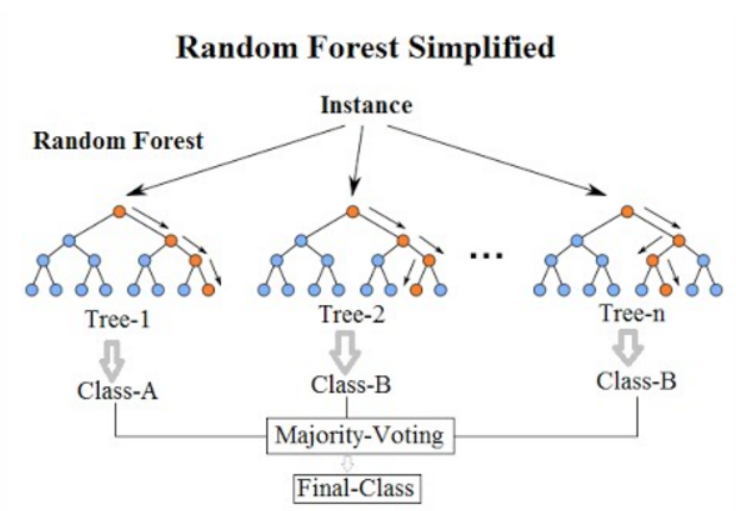 Random Forest Simplified
Instance
Random Forest
...
Tree-1
Tree-2
Tree-n
Class-A
Class-B
Class-B
Majority-Voting
Final-Class